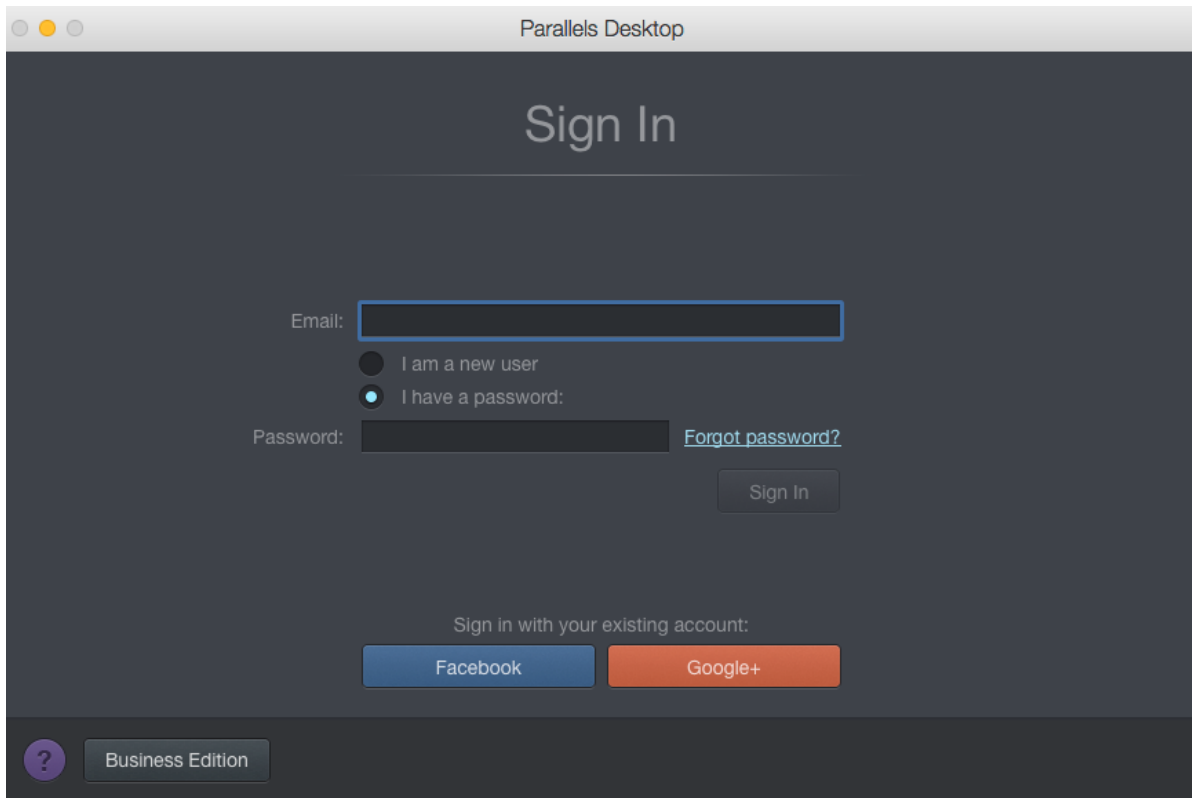 Parallels Desktop
Sign In
Email:
I am a new user
I have a password:
Password: Forgot password?
Sign In
Sign in with your existing account:
Facebook Google+
? Business Edition